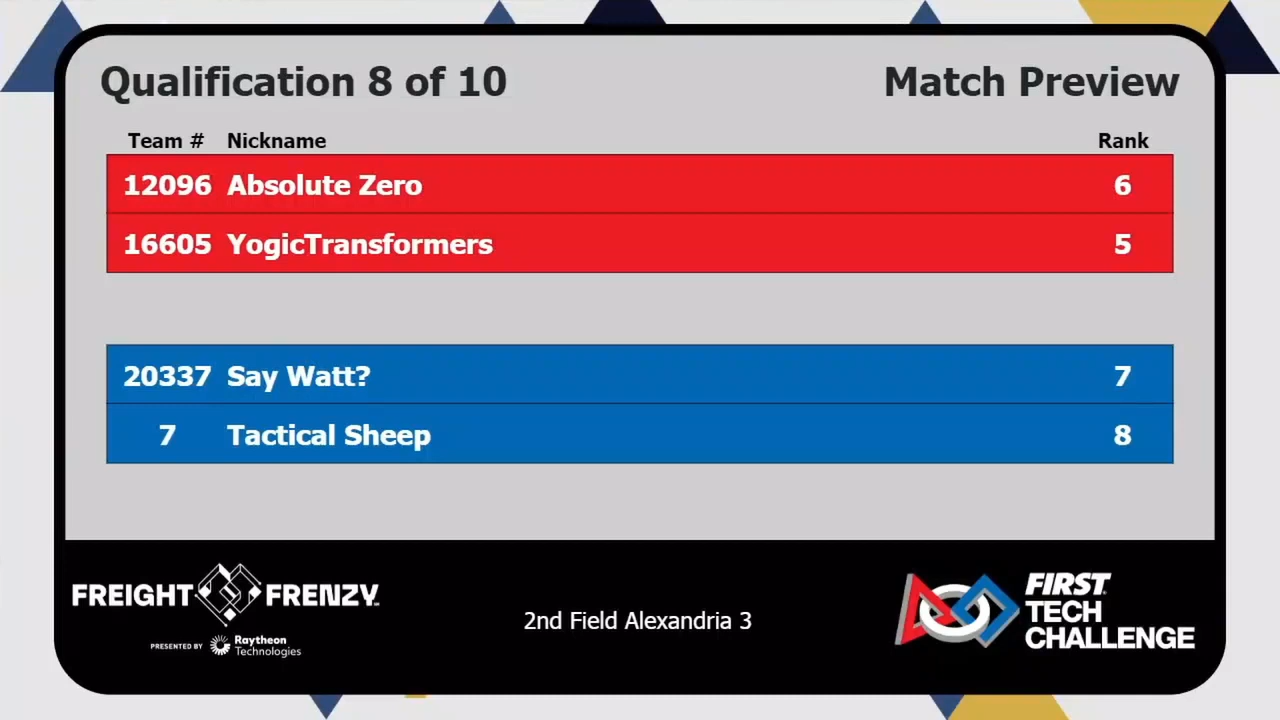 Qualification 8 of 10 Match Preview
Team # Nickname Rank
12096 Absolute Zero 6
16605 YogicTransformers 5
20337 Say Watt? 7
7 Tactical Sheep 8
FREIGHT FRENZY
PRESENTED BY Raytheon Technologies
2nd Field Alexandria 3
FIRST
TECH
CHALLENGE